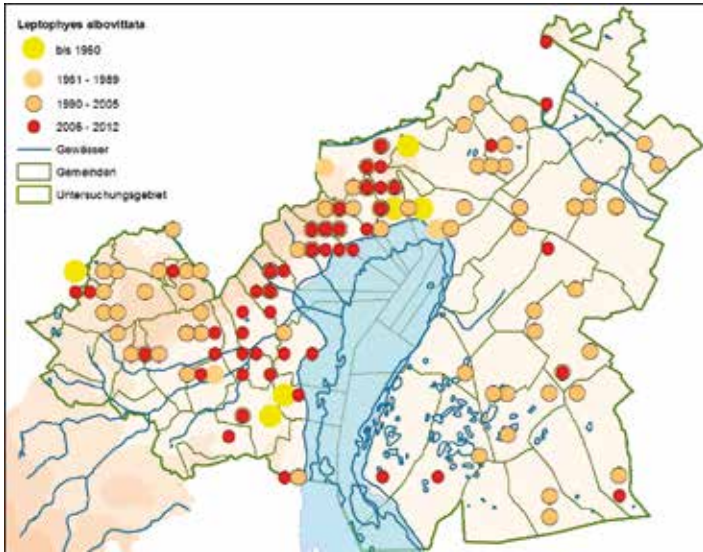 Leptophyes albovittata
bis 1960
1961 - 1989
1990 - 2005
2006 - 2012
Gewässer
Gemeinden
Untersuchungsgebiet